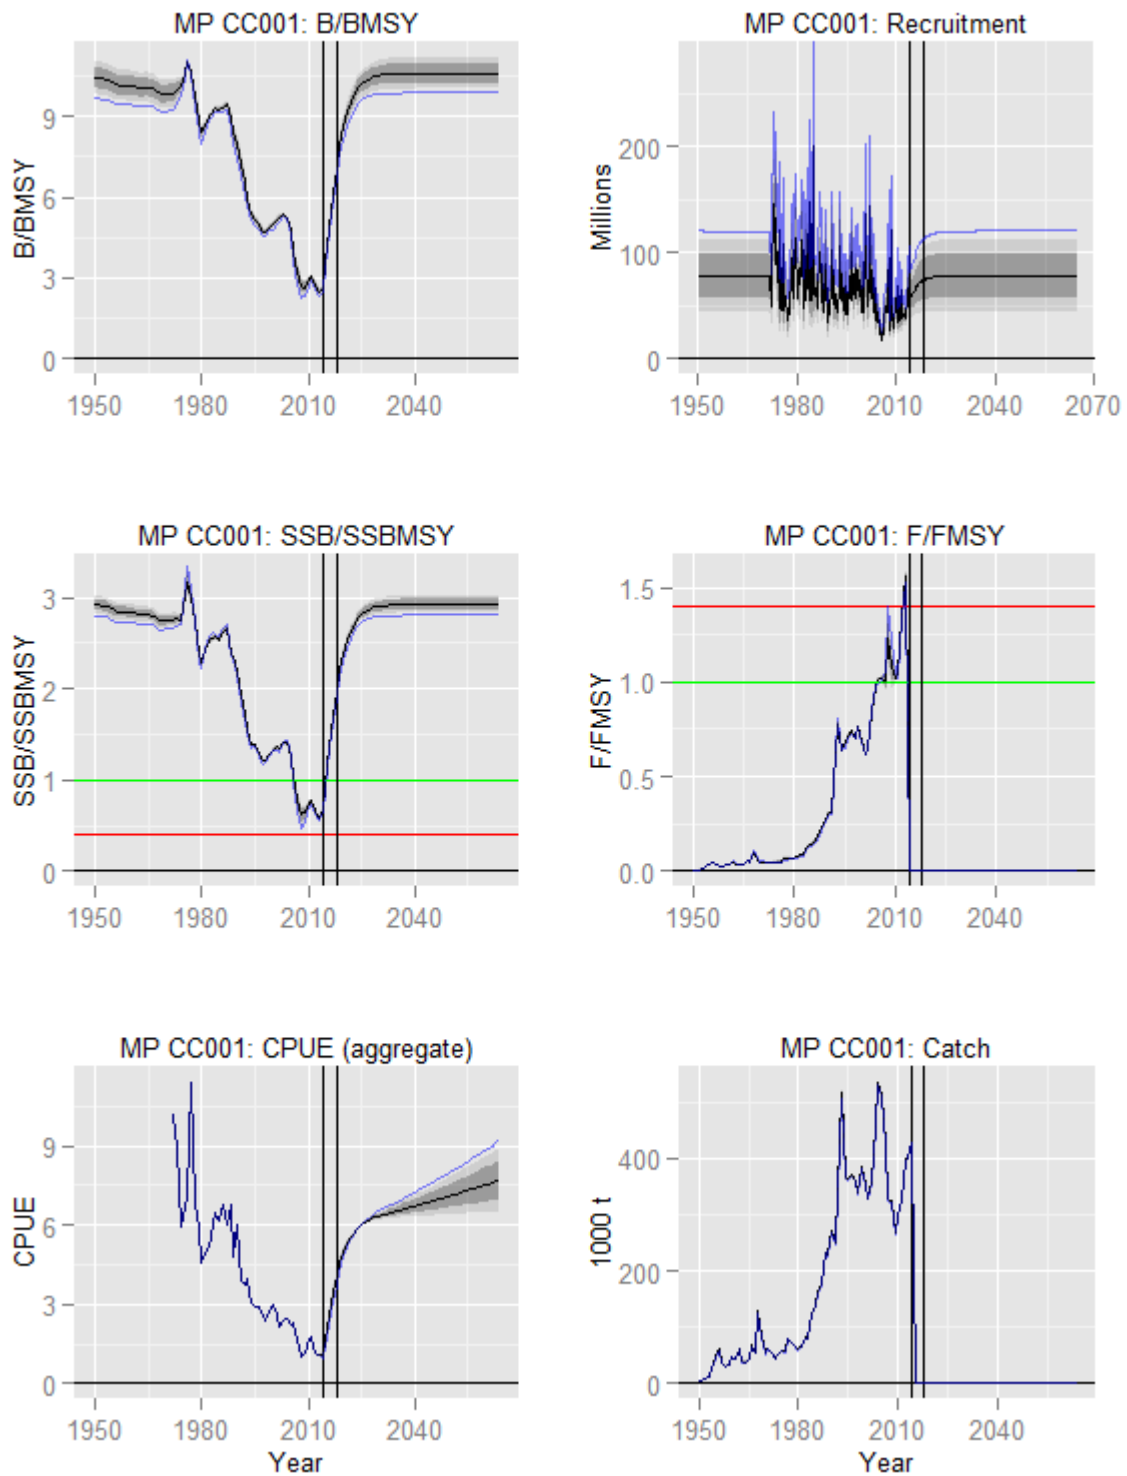 MP CC001: B/BMSY
B/BMSY
9
6
3
0
1950 1980 2010 2040
MP CC001: Recruitment
Millions
200
100
0
1950 1980 2010 2040 2070
MP CC001: SSB/SSBMSY
SSB/SSBMSY
3
2
1
0
1950 1980 2010 2040
MP CC001: F/FMSY
F/FMSY
1.5
1.0
0.5
0.0
1950 1980 2010 2040
MP CC001: CPUE (aggregate)
CPUE
9
6
3
0
1950 1980 2010 2040
Year
MP CC001: Catch
1000 t
400
200
0
1950 1980 2010 2040
Year